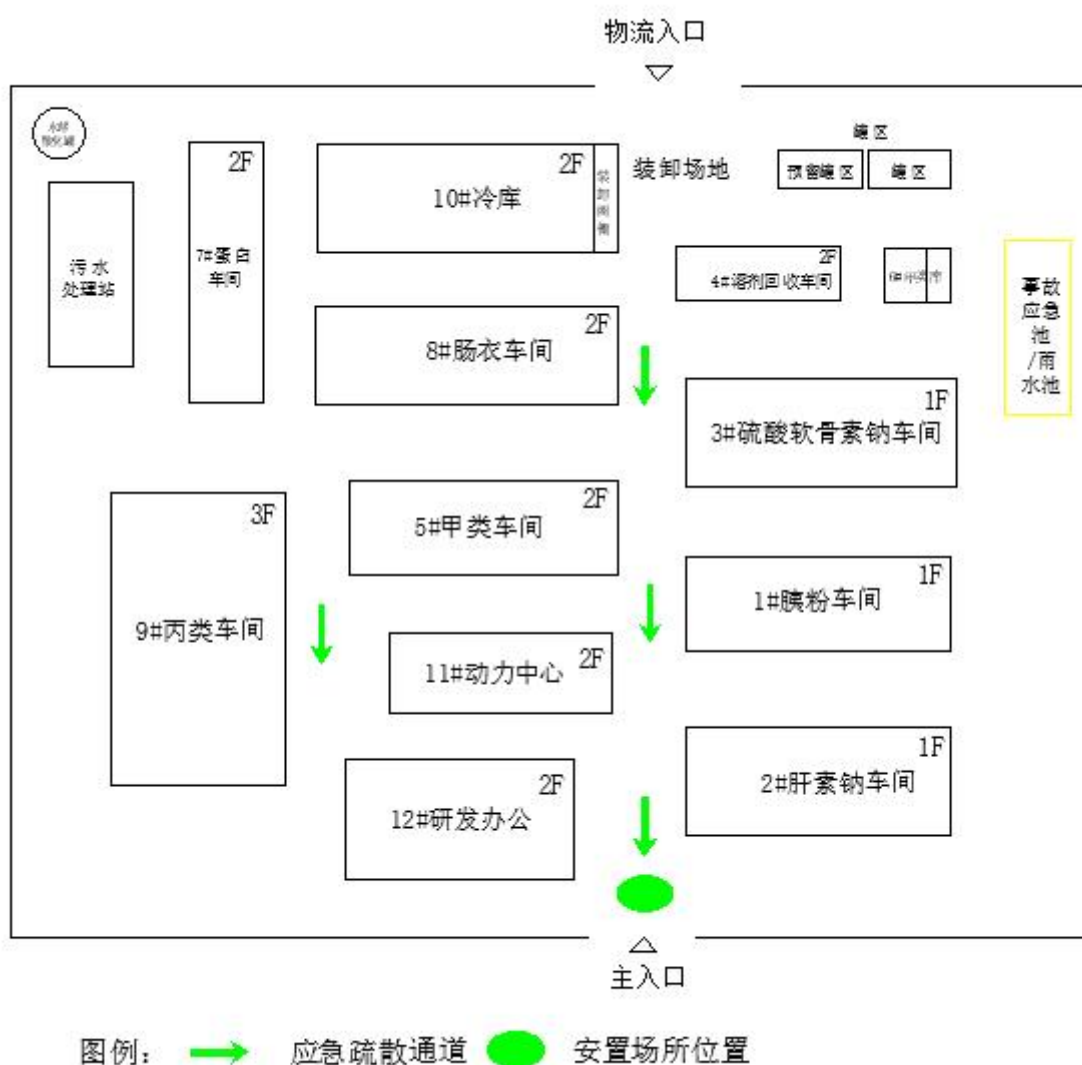 物流入口
罐区
2F
2F
装卸场地
预留罐区
罐区
10#冷库
7#蛋白
车间
污水
处理站
2F
4#溶剂回收车间
事故
应急
池
/雨
水池
2F
8#肠衣车间
1F
3#硫酸软骨素钠车间
2F
5#甲类车间
3F
9#丙类车间
1F
1#胰粉车间
2F
11#动力中心
1F
2#肝素钠车间
2F
12#研发办公
主入口
图例：
应急疏散通道
安置场所位置